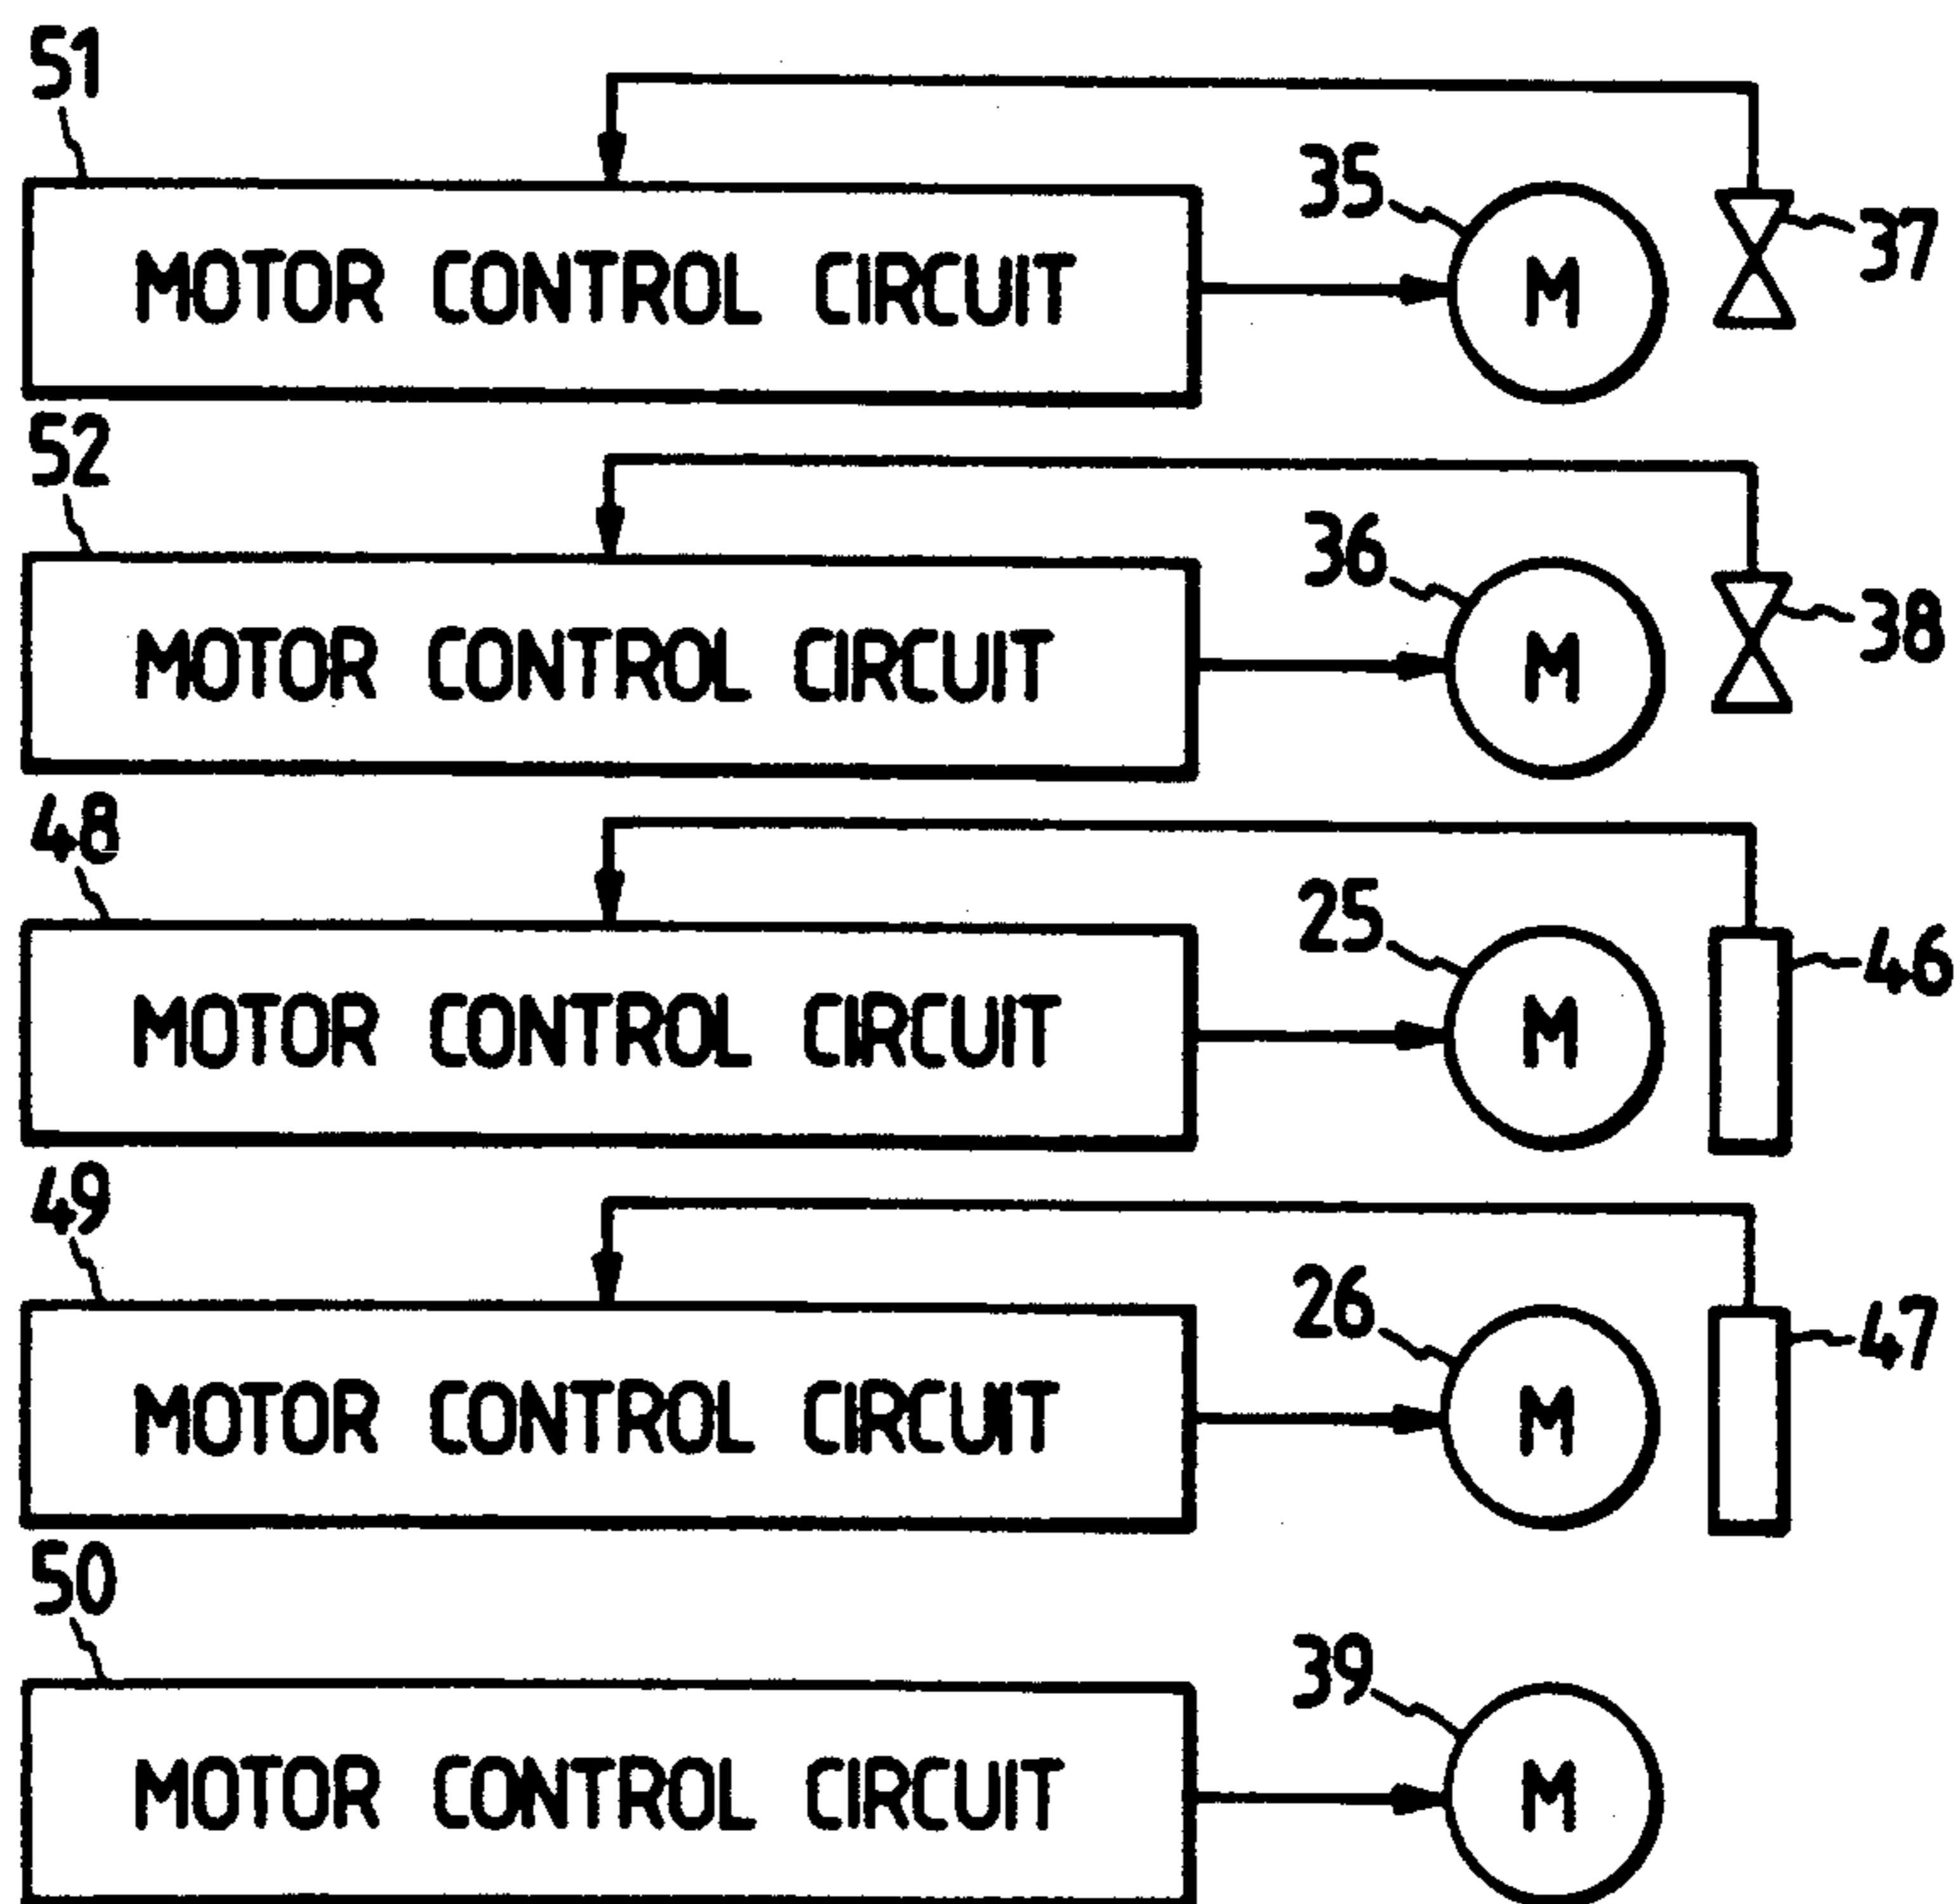 51
35
37
MOTOR CONTROL CIRCUIT
M
52
36
38
MOTOR CONTROL CIRCUIT
M
48
25
46
MOTOR CONTROL CIRCUIT
M
49
26
47
MOTOR CONTROL CIRCUIT
M
50
39
MOTOR CONTROL CIRCUIT
M